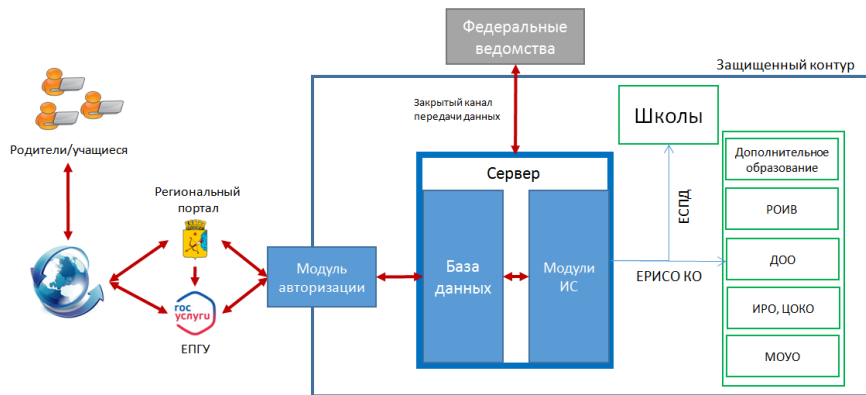 Федеральные
ведомства
Защищенный контур
Закрытый канал
передачи данных
Школы
Родители/учащиеся
Дополнительное
образование
Сервер
Региональный
портал
ЕСПД
РОИВ
Модуль
авторизации
База
данных
Модули
ИС
ЕРИСО КО
ДОО
гос
услуги
ЕПГУ
ИРО, ЦОКО
МОУО